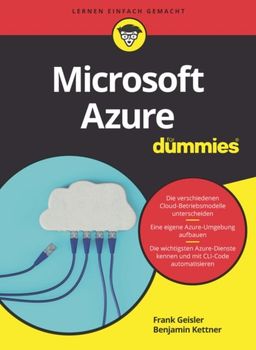 LERNEN EINFACH GEMACHT
Microsoft
Azure
für
dummies®
Die verschiedenen
Cloud-Betriebsmodelle
unterscheiden
Eine eigene Azure-Umgebung
aufbauen
Die wichtigsten Azure-Dienste
kennen und mit CLI-Code
automatisieren
Frank Geisler
Benjamin Kettner